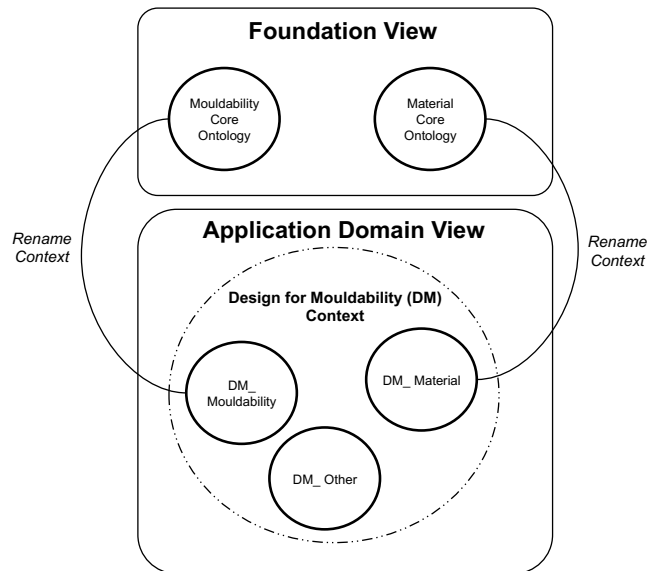 Foundation View
Mouldability
Core
Ontology
Material
Core
Ontology
Rename
Context
Rename
Context
Application Domain View
Design for Mouldability (DM)
Context
DM_
Mouldability
DM_ Material
DM_ Other